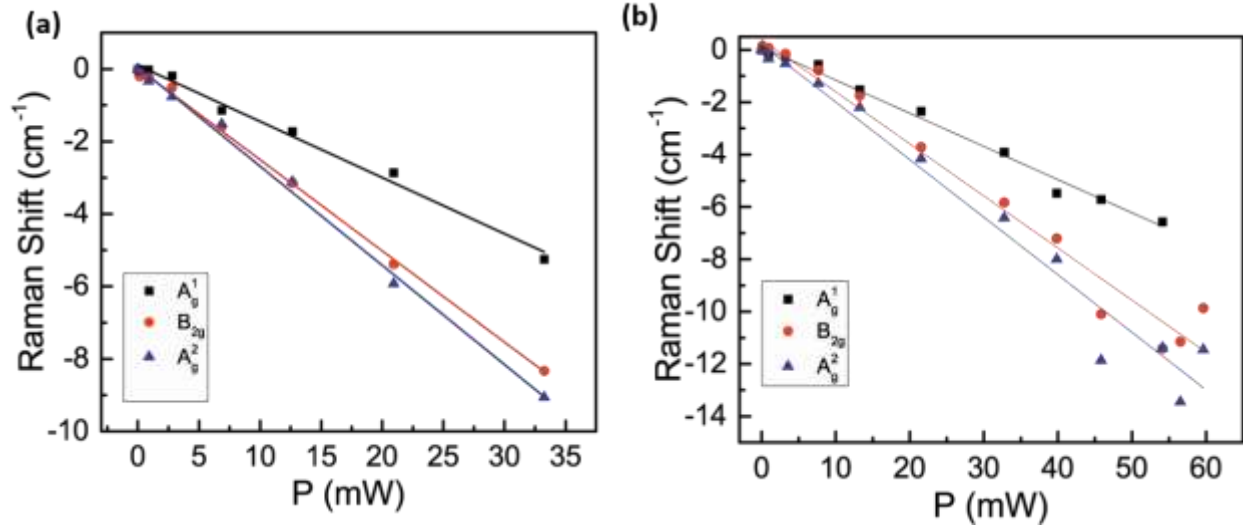 (a)
Raman Shift (cm⁻¹)
0
-2
-4
-6
-8
-10
A¹g
B2g
A²g
0 5 10 15 20 25 30 35
P (mW)
(b)
Raman Shift (cm⁻¹)
0
-2
-4
-6
-8
-10
-12
-14
A¹g
B2g
A²g
0 10 20 30 40 50 60
P (mW)